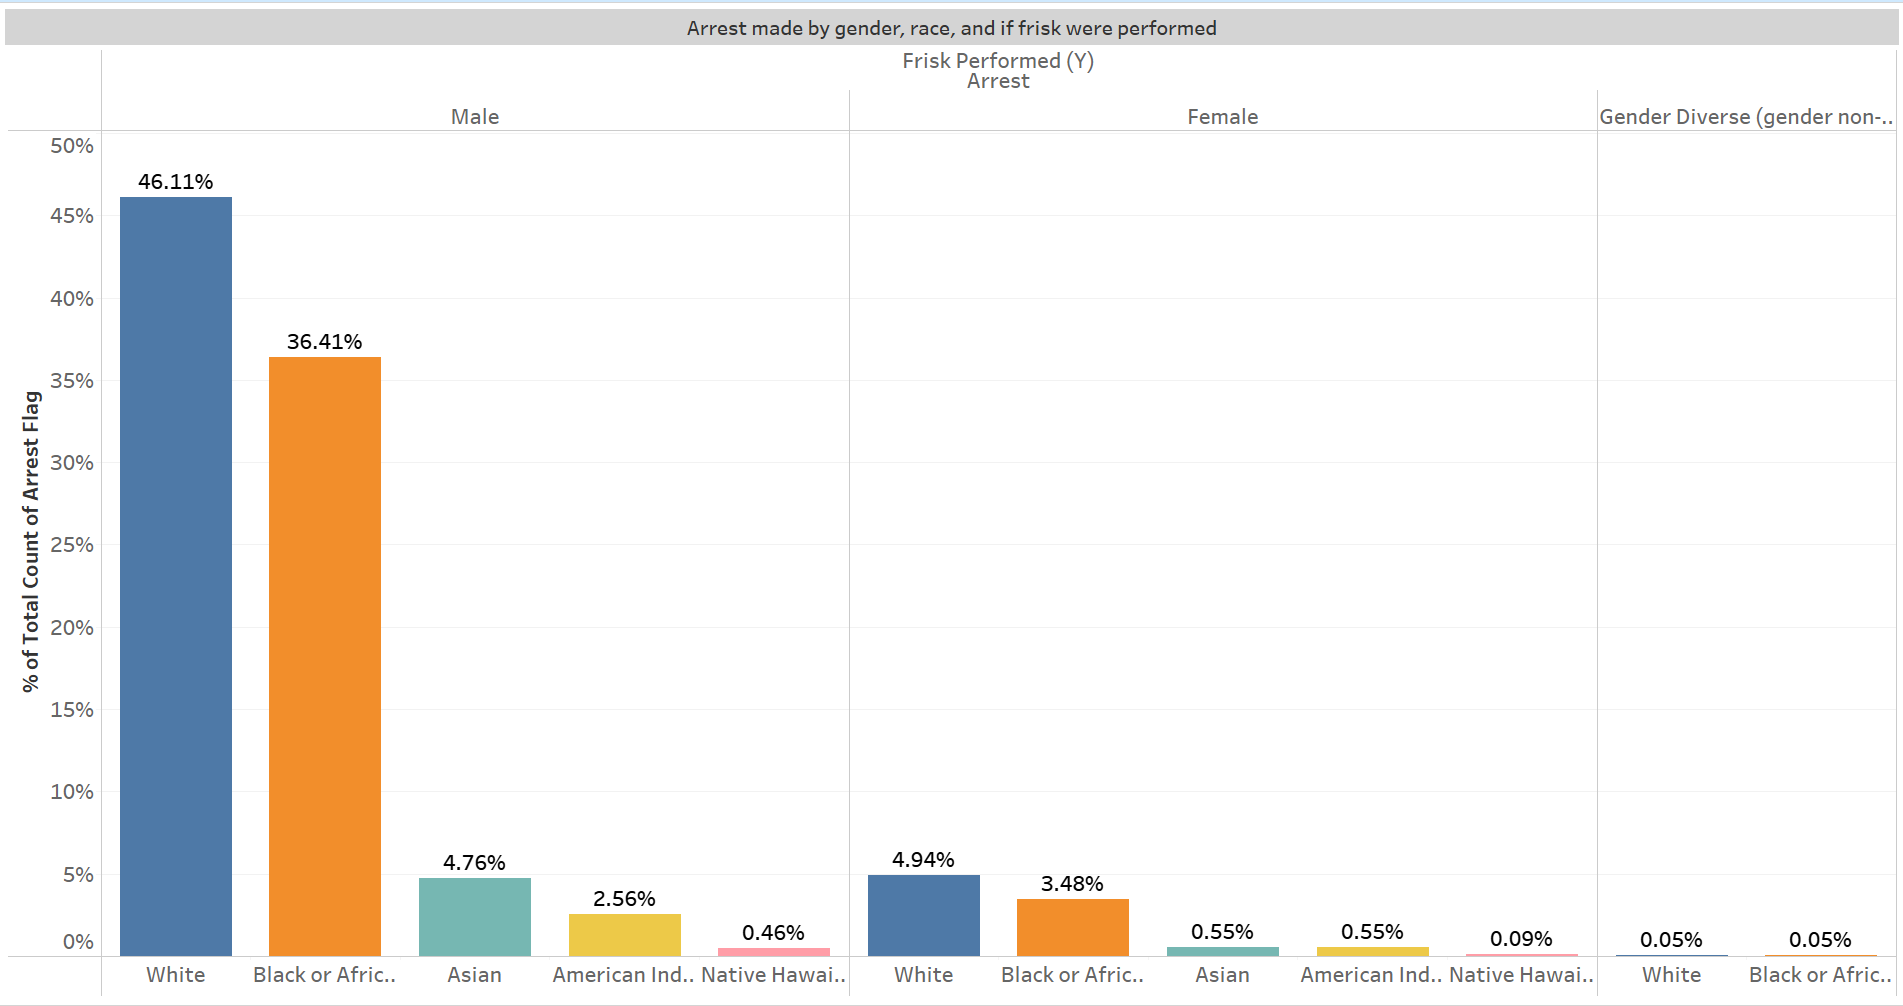 Arrest made by gender, race, and if frisk were performed
Frisk Performed (Y)
Arrest
Male
Female
Gender Diverse (gender non-..
% of Total Count of Arrest Flag
50%
45%
40%
35%
30%
25%
20%
15%
10%
5%
0%
46.11%
36.41%
4.76%
2.56%
0.46%
4.94%
3.48%
0.55%
0.55%
0.09%
0.05%
0.05%
White
Black or Afric..
Asian
American Ind..
Native Hawai..
White
Black or Afric..
Asian
American Ind..
Native Hawai..
White
Black or Afric..